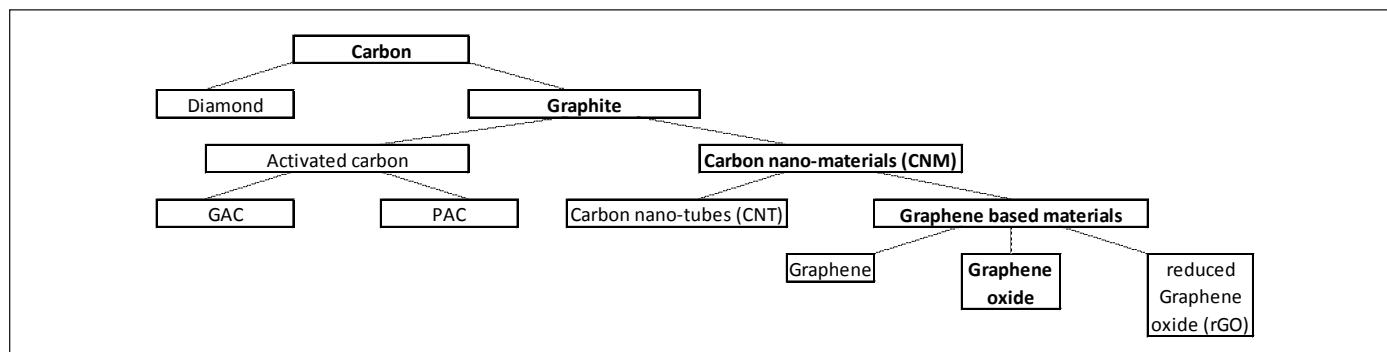 Carbon
Diamond
Graphite
Activated carbon
Carbon nano-materials (CNM)
GAC
PAC
Carbon nano-tubes (CNT)
Graphene based materials
Graphene
Graphene
oxide
reduced
Graphene
oxide (rGO)